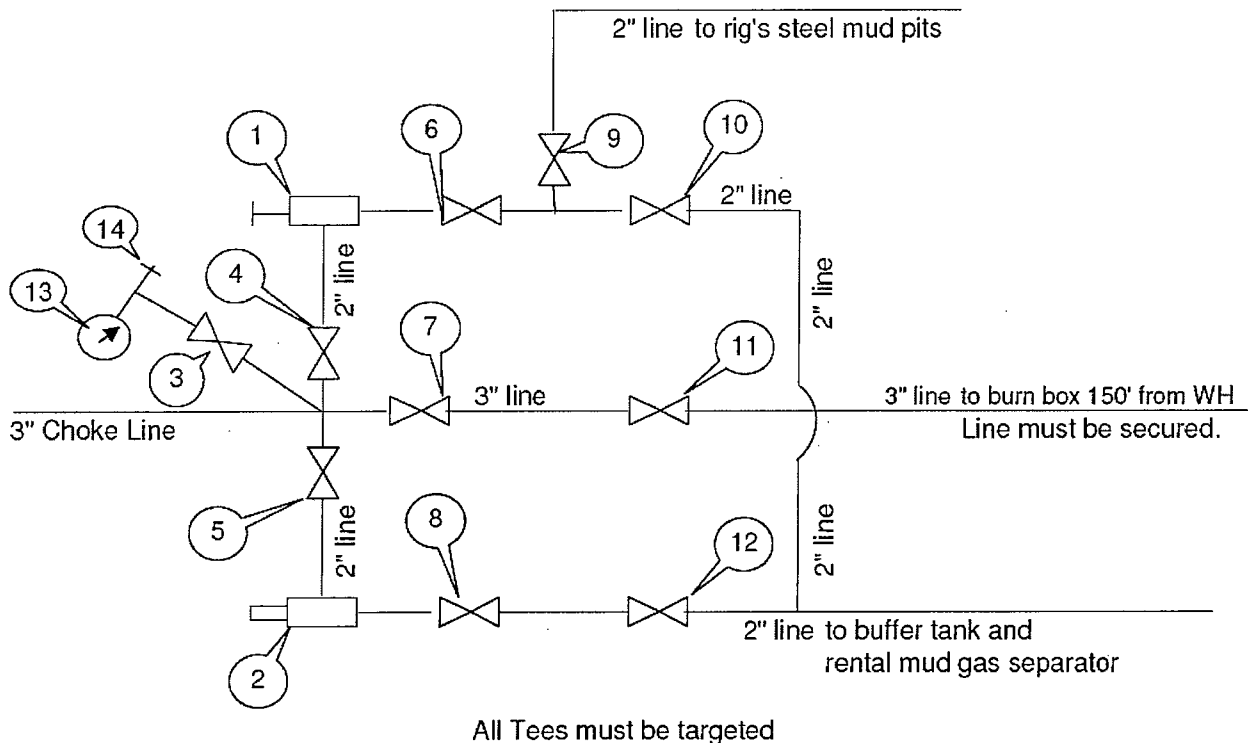 2" line to rig's steel mud pits
1
6
9
10
2" line
14
4
2" line
2" line
13
7
11
3
3" line
3" line to burn box 150' from WH
3" Choke Line
Line must be secured.
5
8
12
2" line
2" line
2" line to buffer tank and
rental mud gas separator
2
All Tees must be targeted